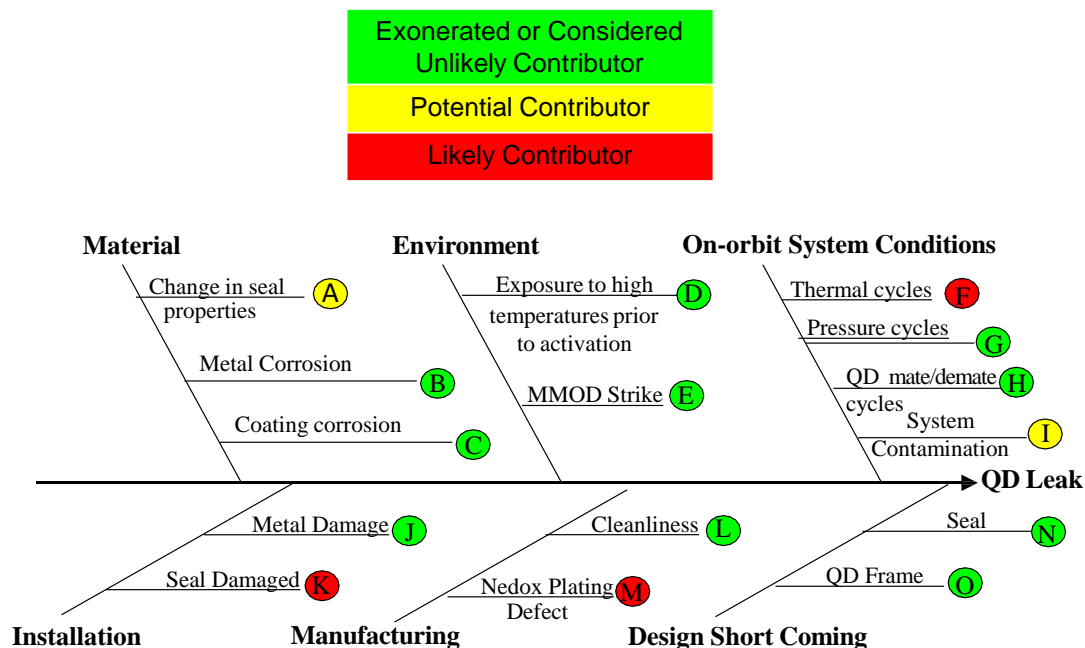 Exonerated or Considered
Unlikely Contributor
Potential Contributor
Likely Contributor
Material
Environment
On-orbit System Conditions
Change in seal
properties
A
Exposure to high
temperatures prior
to activation
D
Thermal cycles
F
Pressure cycles
G
Metal Corrosion
B
MMOD Strike
E
QD mate/demate
cycles
H
Coating corrosion
C
System
Contamination
I
QD Leak
Metal Damage
J
Cleanliness
L
Seal
N
Seal Damaged
K
Nedox Plating
Defect
M
QD Frame
O
Installation
Manufacturing
Design Short Coming